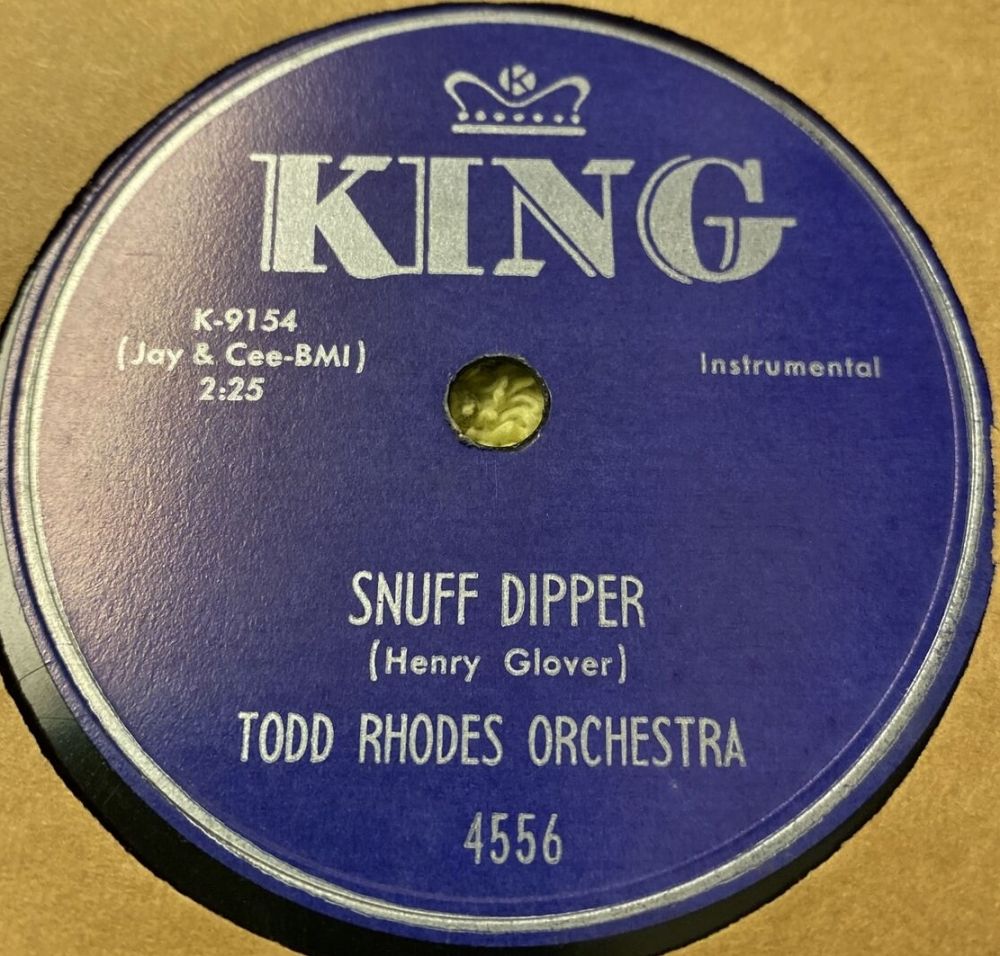 K
KING
K-9154
(Jay & Cee-BMI)
2:25
Instrumental
SNUFF DIPPER
(Henry Glover)
TODD RHODES ORCHESTRA
4556